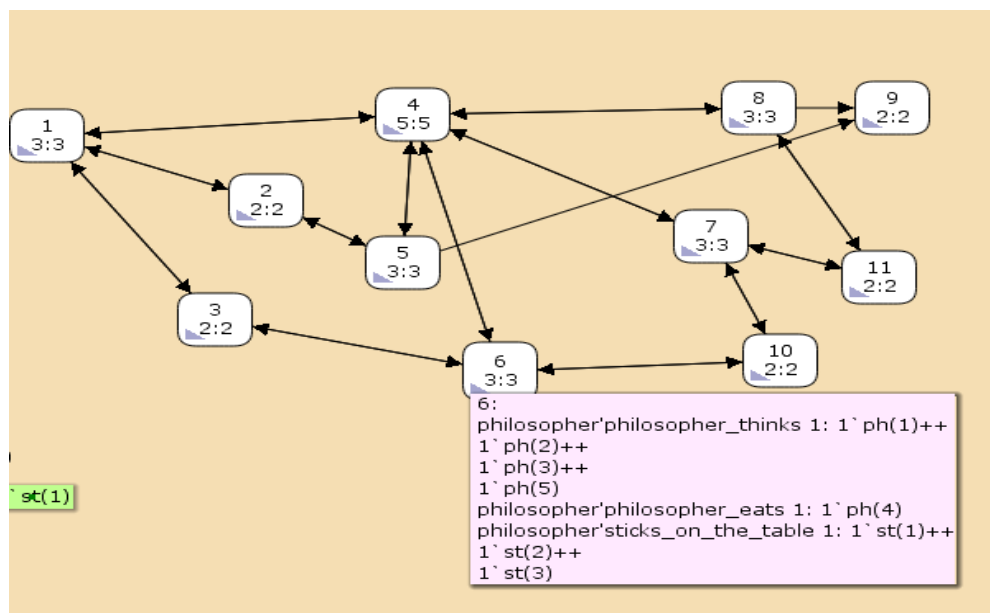 4
5:5
8
3:3
9
2:2
1
3:3
2
2:2
7
3:3
5
3:3
11
2:2
3
2:2
10
2:2
6
3:3
6:
philosopher'philosopher_thinks 1: 1`ph(1)++
1`ph(2)++
1`ph(3)++
1`ph(5)
philosopher'philosopher_eats 1: 1`ph(4)
philosopher'sticks_on_the_table 1: 1`st(1)++
1`st(2)++
1`st(3)
`st(1)